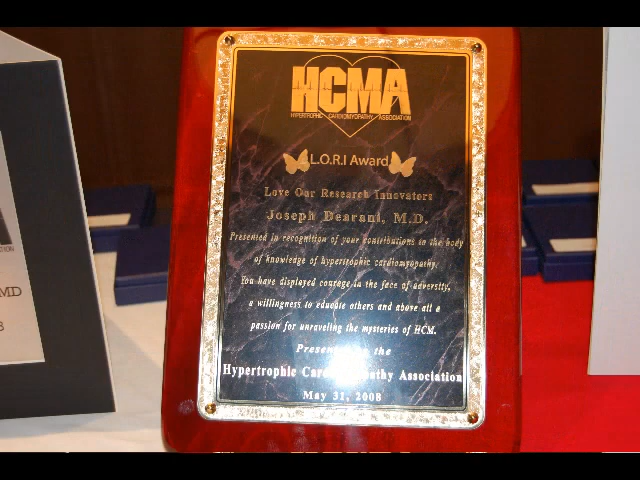 HCMA
HYPERTROPHIC CARDIOMYOPATHY ASSOCIATION
L.O.R.I Award
Love Our Research Innovators
Joseph Dearani, M.D.
Presented in recognition of your contributions to the body
of knowledge of hypertrophic cardiomyopathy.
You have displayed courage in the face of adversity,
a willingness to educate others and above all a
passion for unraveling the mysteries of HCM.
Presented the
Hypertrophic Association
May 31, 2008
MD